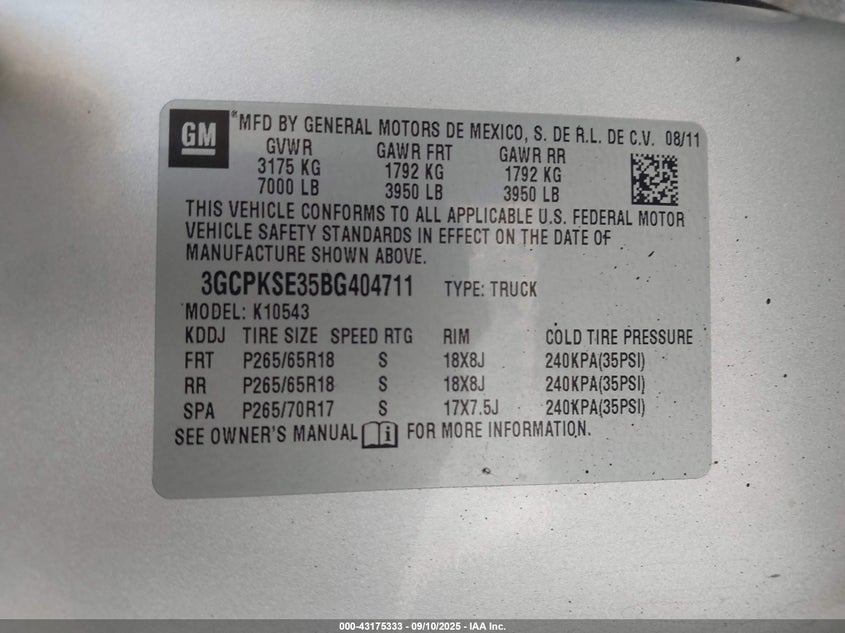 GM
*MFD BY GENERAL MOTORS DE MEXICO, S. DE R.L. DE C.V. 08/11
GVWR GAWR FRT GAWR RR
3175 KG 1792 KG 1792 KG
7000 LB 3950 LB 3950 LB
THIS VEHICLE CONFORMS TO ALL APPLICABLE U.S. FEDERAL MOTOR
VEHICLE SAFETY STANDARDS IN EFFECT ON THE DATE OF
MANUFACTURE SHOWN ABOVE.
3GCPKSE35BG404711 TYPE: TRUCK
MODEL: K10543
KDDJ TIRE SIZE SPEED RTG RIM COLD TIRE PRESSURE
FRT P265/65R18 S 18X8J 240KPA(35PSI)
RR P265/65R18 S 18X8J 240KPA(35PSI)
SPA P265/70R17 S 17X7.5J 240KPA(35PSI)
SEE OWNER'S MANUAL i FOR MORE INFORMATION.
000-43175333 - 09/10/2025 - IAA Inc.